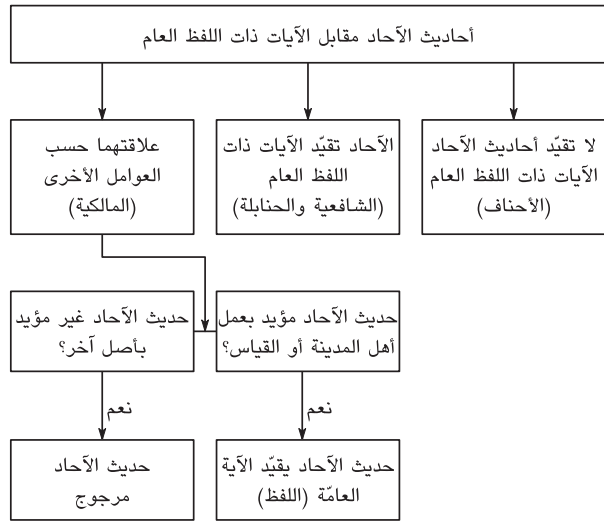 أحاديث الآحاد مقابل الآيات ذات اللفظ العام
لا تقيّد أحاديث الآحاد
الآيات ذات اللفظ العام
(الأحناف)
الآحاد تقيّد الآيات ذات
اللفظ العام
(الشافعية والحنابلة)
علاقتهما حسب
العوامل الأخرى
(المالكية)
حديث الآحاد مؤيد بعمل
أهل المدينة أو القياس؟
حديث الآحاد غير مؤيد
بأصل آخر؟
نعم
نعم
حديث الآحاد يقيّد الآية
العامّة (اللفظ)
حديث الآحاد
مرجوح